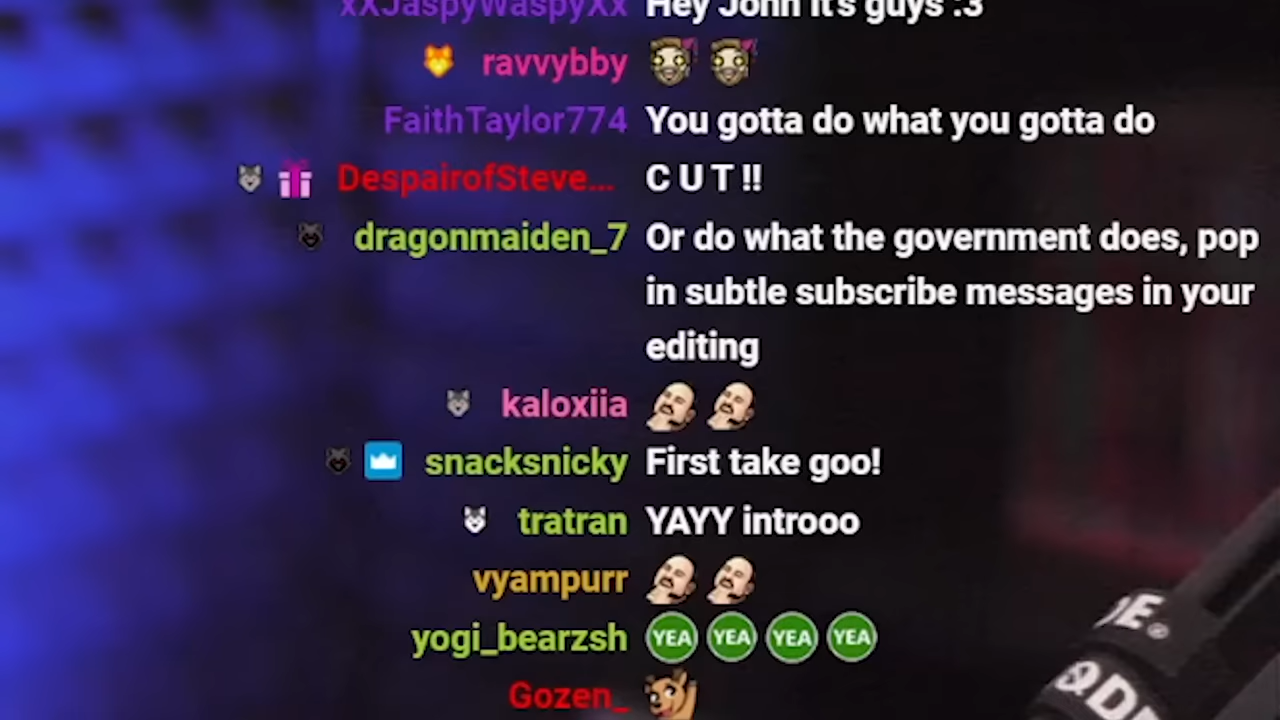 xXJaspyWaspyXx Hey John it's guys :3
ravvybby
FaithTaylor774 You gotta do what you gotta do
DespairofSteve... C U T !!
dragonmaiden_7 Or do what the government does, pop
in subtle subscribe messages in your
editing
kaloxiia
snacksnicky First take goo!
tratran YAYY introoo
vyampurr
yogi_bearzsh YEA YEA YEA YEA
Gozen_